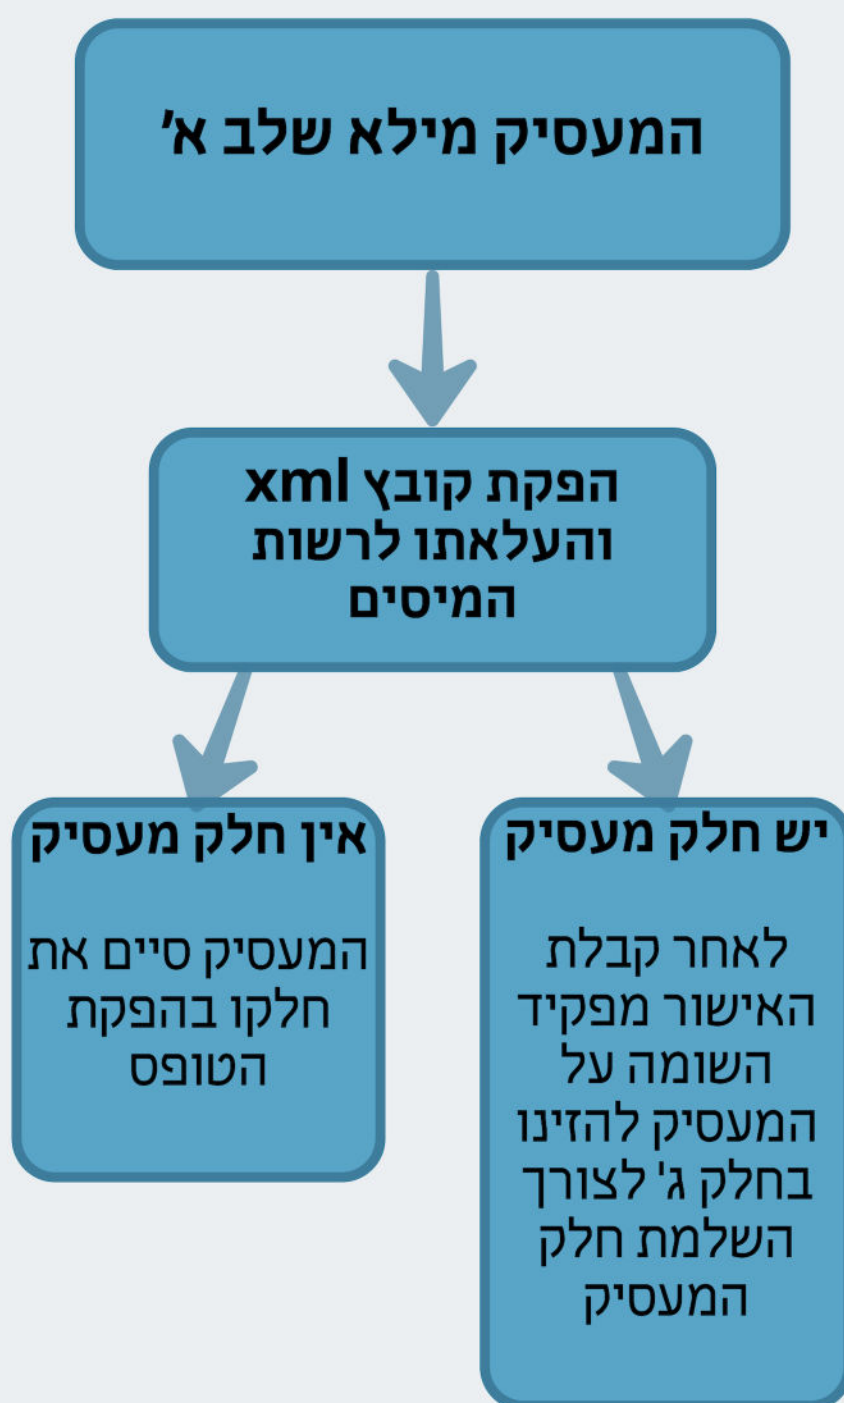 המעסיק מילא שלב א'
הפקת קובץ xml
והעלאתו לרשות
המיסים
יש חלק מעסיק
לאחר קבלת
האישור מפקיד
השומה על
המעסיק להזינו
בחלק ג' לצורך
השלמת חלק
המעסיק
אין חלק מעסיק
המעסיק סיים את
חלקו בהפקת
הטופס